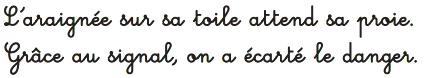 L'araignée sur sa toile attend sa proie.
Grâce au signal, on a écarté le danger.